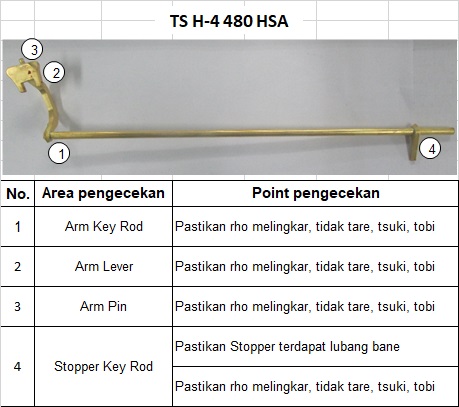 TS H-4 480 HSA
3
2
1
4
No. Area pengecekan Point pengecekan
1 Arm Key Rod Pastikan rho melingkar, tidak tare, tsuki, tobi
2 Arm Lever Pastikan rho melingkar, tidak tare, tsuki, tobi
3 Arm Pin Pastikan rho melingkar, tidak tare, tsuki, tobi
4 Stopper Key Rod Pastikan Stopper terdapat lubang bane
Pastikan rho melingkar, tidak tare, tsuki, tobi